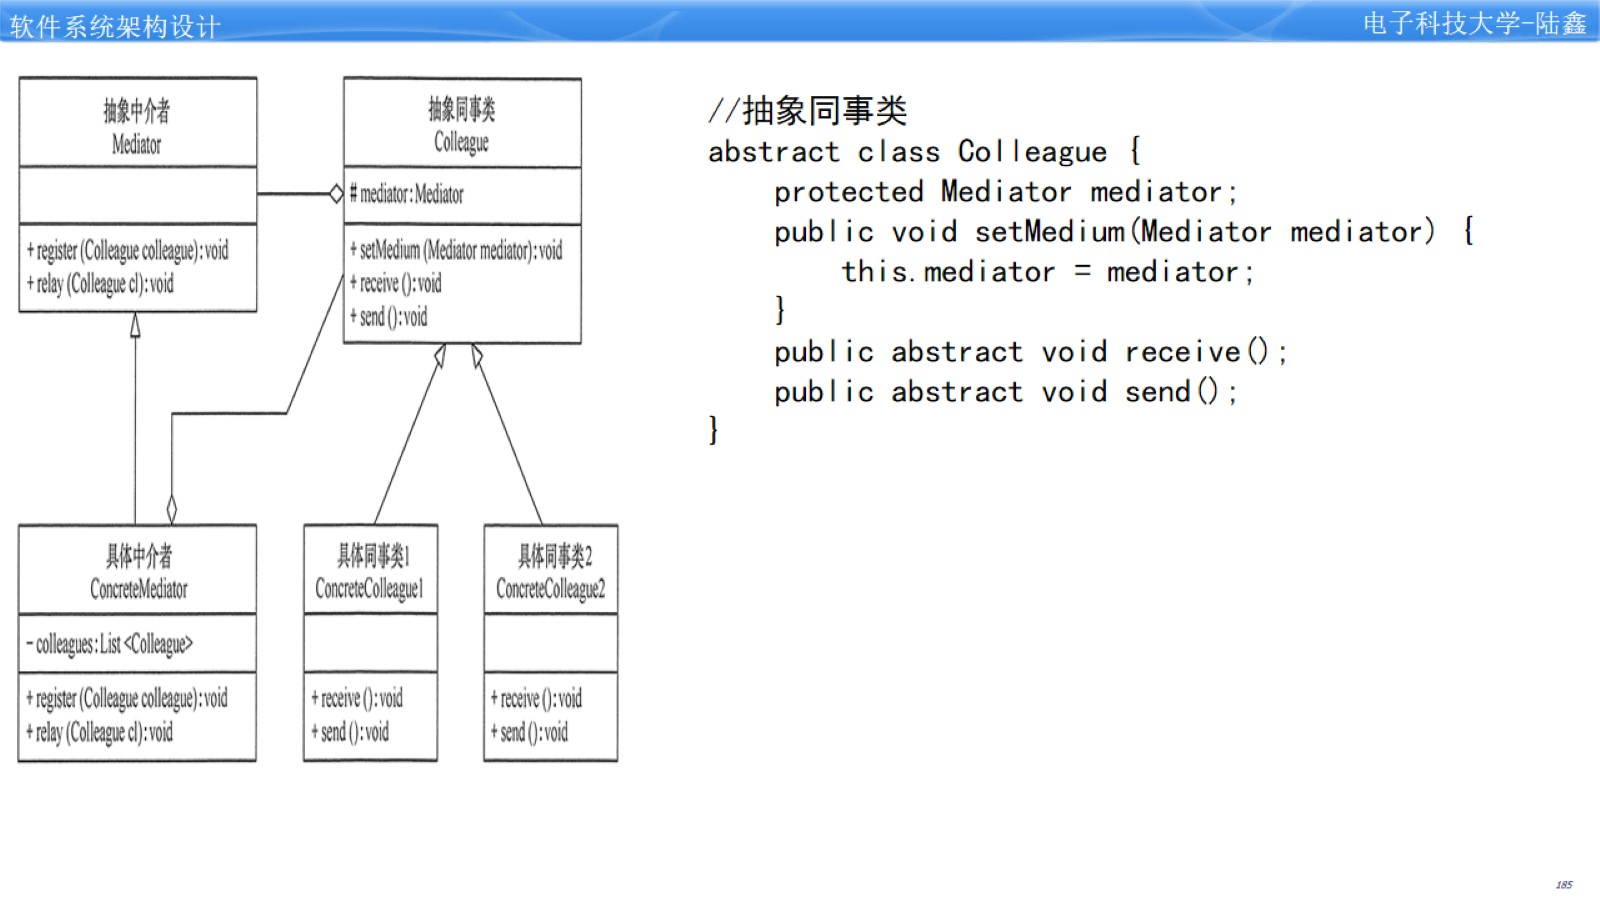 软件系统架构设计
电子科技大学-陆鑫
抽象中介者
Mediator
+ register (Colleague colleague): void
+ relay (Colleague cl): void
抽象同事类
Colleague
# mediator: Mediator
+ setMedium (Mediator mediator): void
+ receive (): void
+ send (): void
具体中介者
ConcreteMediator
- colleagues: List <Colleague>
+ register (Colleague colleague): void
+ relay (Colleague cl): void
具体同事类1
ConcreteColleague1
+ receive (): void
+ send (): void
具体同事类2
ConcreteColleague2
+ receive (): void
+ send (): void
//抽象同事类
abstract class Colleague {
protected Mediator mediator;
public void setMedium(Mediator mediator) {
this.mediator = mediator;
}
public abstract void receive();
public abstract void send();
}
185